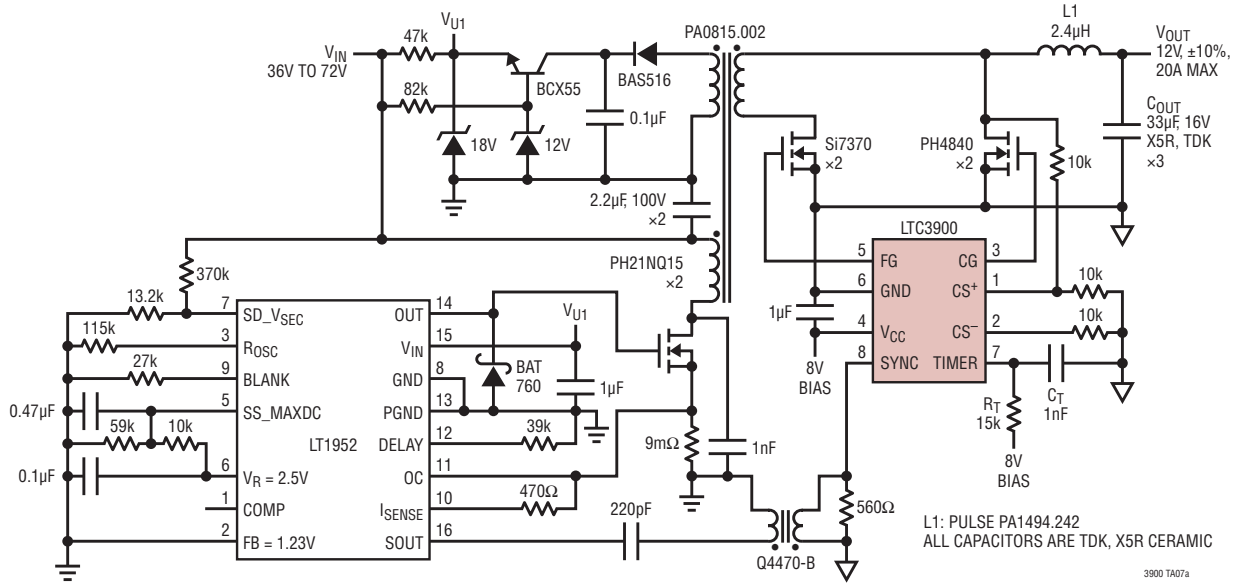 VIN
36V TO 72V
47k
VU1
82k
BCX55
BAS516
0.1µF
18V
12V
PA0815.002
L1
2.4µH
VOUT
12V, ±10%,
20A MAX
COUT
33µF, 16V
X5R, TDK
×3
Si7370
×2
PH4840
×2
10k
2.2µF, 100V
×2
PH21NQ15
×2
LTC3900
5
FG
CG
3
6
GND
CS+
1
10k
4
VCC
CS−
2
10k
8
SYNC
TIMER
7
1µF
8V
BIAS
RT
15k
CT
1nF
8V
BIAS
370k
13.2k
7
SD_VSEC
OUT
14
115k
3
ROSC
VIN
15
27k
9
BLANK
GND
8
0.47µF
5
SS_MAXDC
PGND
13
59k
10k
LT1952
DELAY
12
39k
0.1µF
6
VR = 2.5V
OC
11
1
COMP
ISENSE
10
470Ω
2
FB = 1.23V
SOUT
16
VU1
BAT
760
1µF
9mΩ
1nF
220pF
Q4470-B
560Ω
L1: PULSE PA1494.242
ALL CAPACITORS ARE TDK, X5R CERAMIC
3900 TA07a